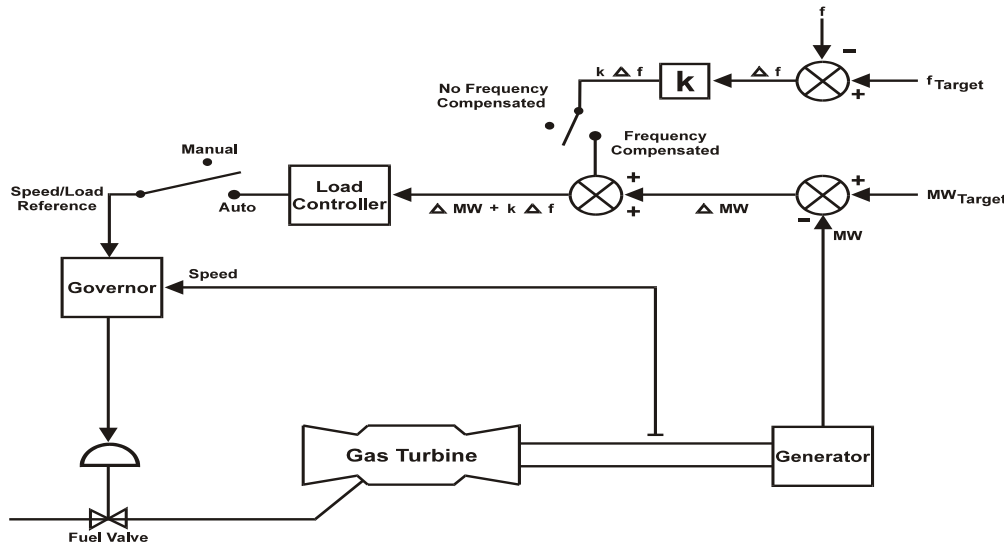 f
−
k Δ f
k
Δ f
f Target
+
No Frequency
Compensated
Frequency
Compensated
Manual
Speed/Load
Reference
Auto
Load
Controller
Δ MW + k Δ f
+
+
Δ MW
+
−
MW Target
MW
Governor
Speed
Gas Turbine
Generator
Fuel Valve